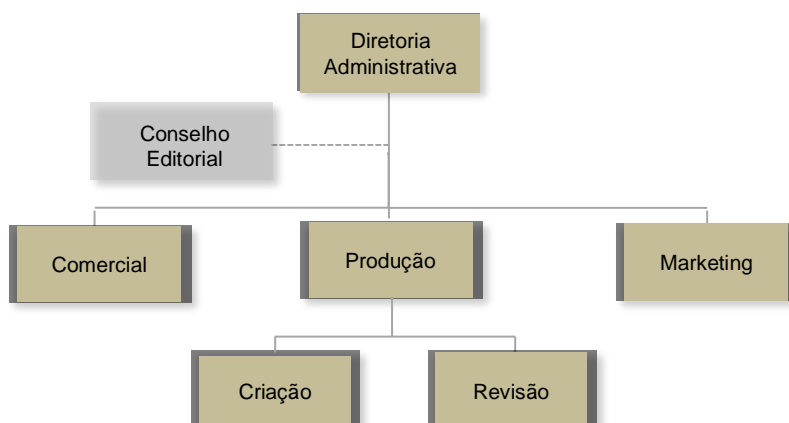 Diretoria
Administrativa
Conselho
Editorial
Comercial
Produção
Marketing
Criação
Revisão